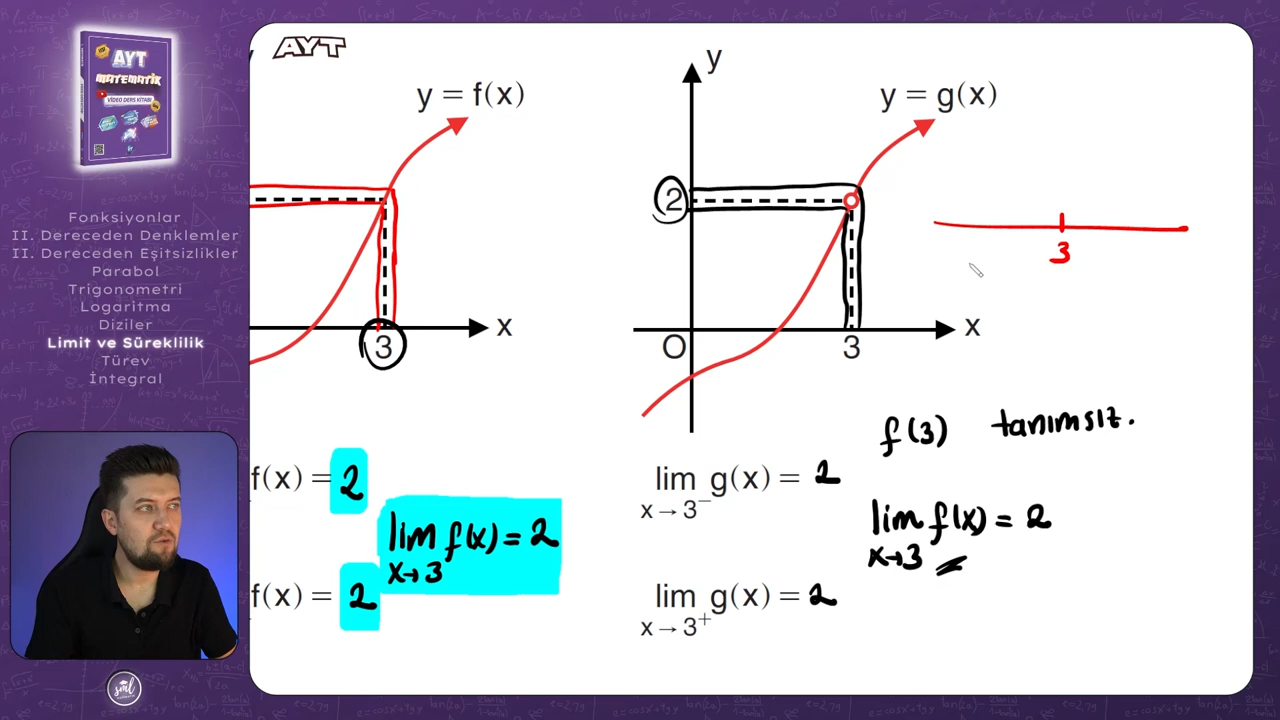 AYT
AYT
MATEMATİK
VİDEO DERS KİTABI
Fonksiyonlar
II. Dereceden Denklemler
II. Dereceden Eşitsizlikler
Parabol
Trigonometri
Logaritma
Diziler
Limit ve Süreklilik
Türev
İntegral
sml
y = f(x)
x
3
f(x) = 2
lim f(x) = 2
x→3
f(x) = 2
y
y = g(x)
2
3
O
3
x
f(3) tanımsız.
lim g(x) = 2
x→3⁻
lim f(x) = 2
x→3
lim g(x) = 2
x→3⁺